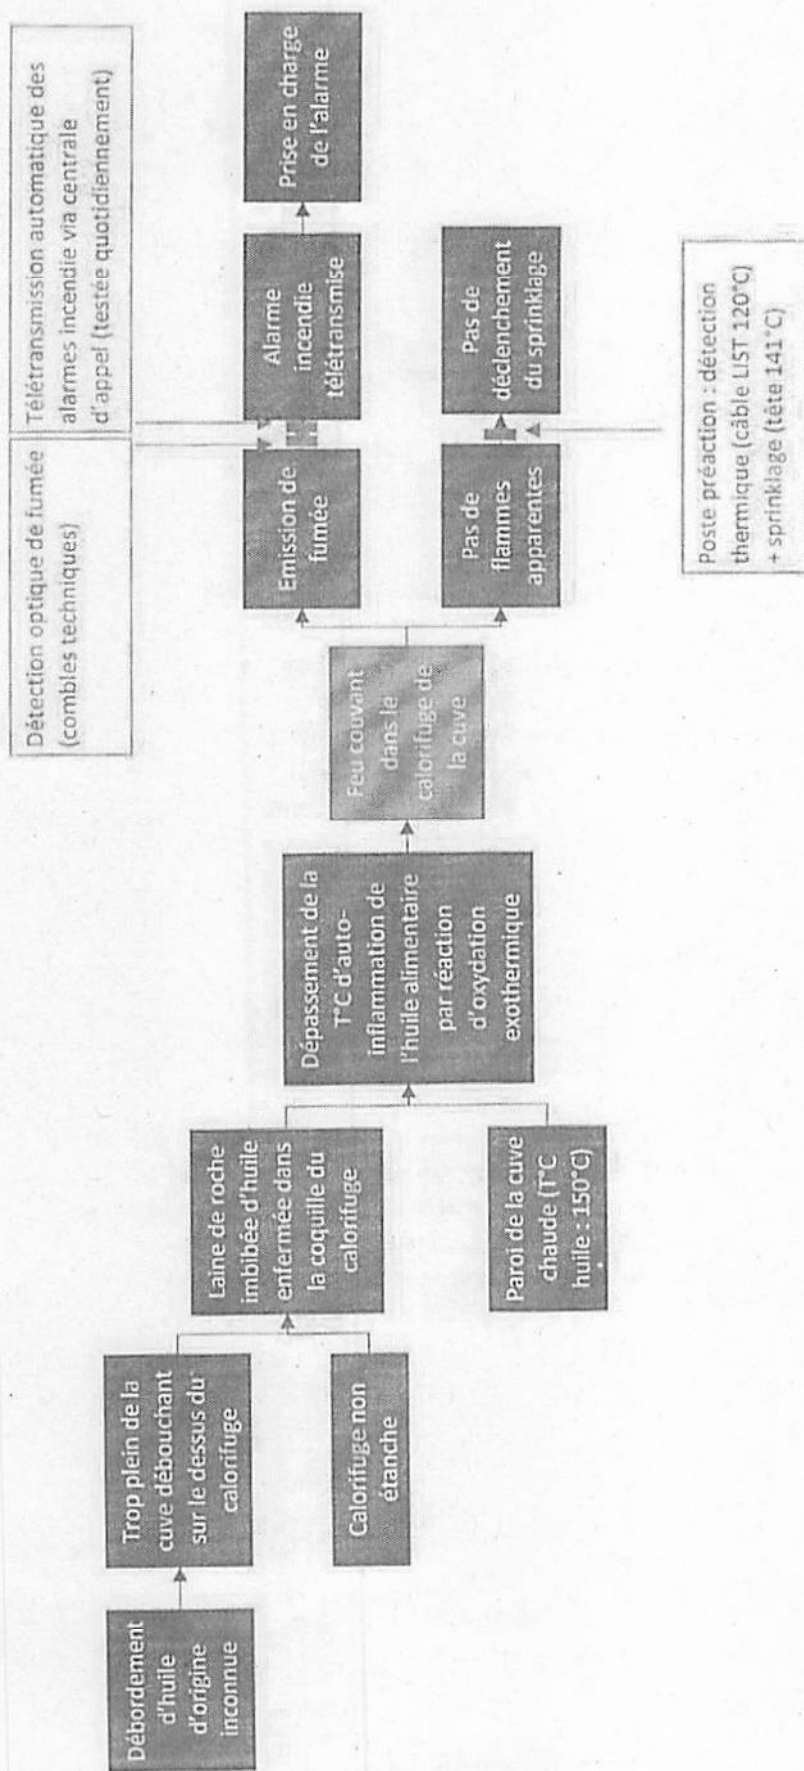 Débordement
d'huile
d'origine
inconnue
Trop plein de la
cuve débouchant
sur le dessus du
calorifuge
Calorifuge non
étanche
Laine de roche
imbibée d'huile
enfermée dans
la coquille du
calorifuge
Paroi de la cuve
chaude (T°C
huile : 150°C)
Dépassement de la
T°C d'auto-
inflammation de
l'huile alimentaire
par réaction
d'oxydation
exothermique
Feu couvant
dans le
calorifuge de
la cuve
Détection optique de fumée
(combles techniques)
Télétransmission automatique des
alarmes incendie via centrale
d'appel (testée quotidiennement)
Emission de
fumée
Alarme
incendie
télétransmise
Prise en charge
de l'alarme
Pas de
flammes
apparentes
Pas de
déclenchement
du sprinklage
Poste préaction : détection
thermique (câble LIST 120°C)
+ sprinklage (tête 141°C)